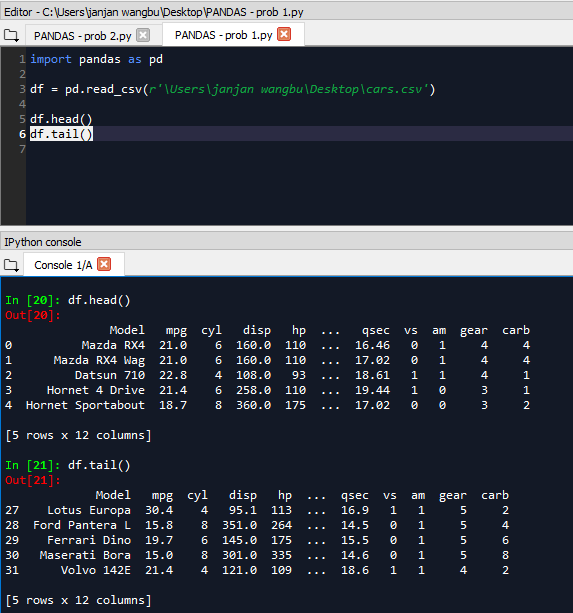 Editor - C:\Users\janjan wangbu\Desktop\PANDAS - prob 1.py
PANDAS - prob 2.py PANDAS - prob 1.py
1 import pandas as pd
2
3 df = pd.read_csv(r'\Users\janjan wangbu\Desktop\cars.csv')
4
5 df.head()
6 df.tail()
7
IPython console
Console 1/A
In [20]: df.head()
Out[20]:
Model mpg cyl disp hp ... qsec vs am gear carb
0 Mazda RX4 21.0 6 160.0 110 ... 16.46 0 1 4 4
1 Mazda RX4 Wag 21.0 6 160.0 110 ... 17.02 0 1 4 4
2 Datsun 710 22.8 4 108.0 93 ... 18.61 1 1 4 1
3 Hornet 4 Drive 21.4 6 258.0 110 ... 19.44 1 0 3 1
4 Hornet Sportabout 18.7 8 360.0 175 ... 17.02 0 0 3 2
[5 rows x 12 columns]
In [21]: df.tail()
Out[21]:
Model mpg cyl disp hp ... qsec vs am gear carb
27 Lotus Europa 30.4 4 95.1 113 ... 16.9 1 1 5 2
28 Ford Pantera L 15.8 8 351.0 264 ... 14.5 0 1 5 4
29 Ferrari Dino 19.7 6 145.0 175 ... 15.5 0 1 5 6
30 Maserati Bora 15.0 8 301.0 335 ... 14.6 0 1 5 8
31 Volvo 142E 21.4 4 121.0 109 ... 18.6 1 1 4 2
[5 rows x 12 columns]